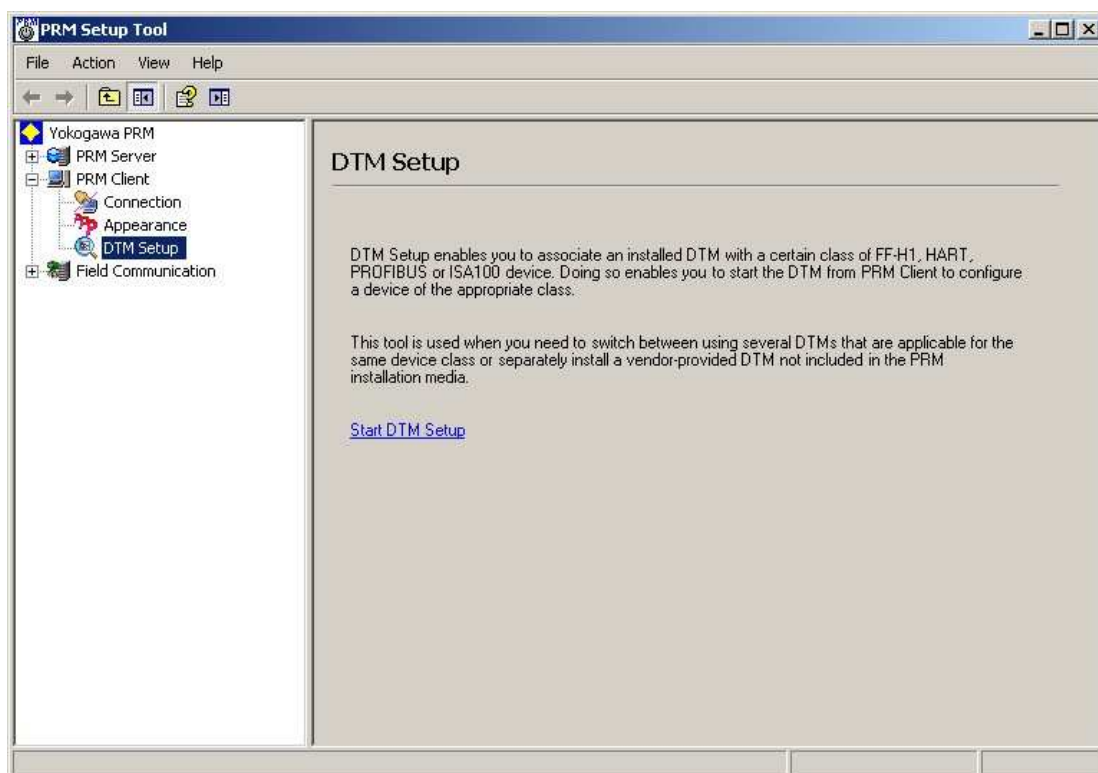 PRM Setup Tool
File Action View Help
Yokogawa PRM
PRM Server
PRM Client
Connection
Appearance
DTM Setup
Field Communication
DTM Setup
DTM Setup enables you to associate an installed DTM with a certain class of FF-H1, HART,
PROFIBUS or ISA100 device. Doing so enables you to start the DTM from PRM Client to configure
a device of the appropriate class.
This tool is used when you need to switch between using several DTMs that are applicable for the
same device class or separately install a vendor-provided DTM not included in the PRM
installation media.
Start DTM Setup